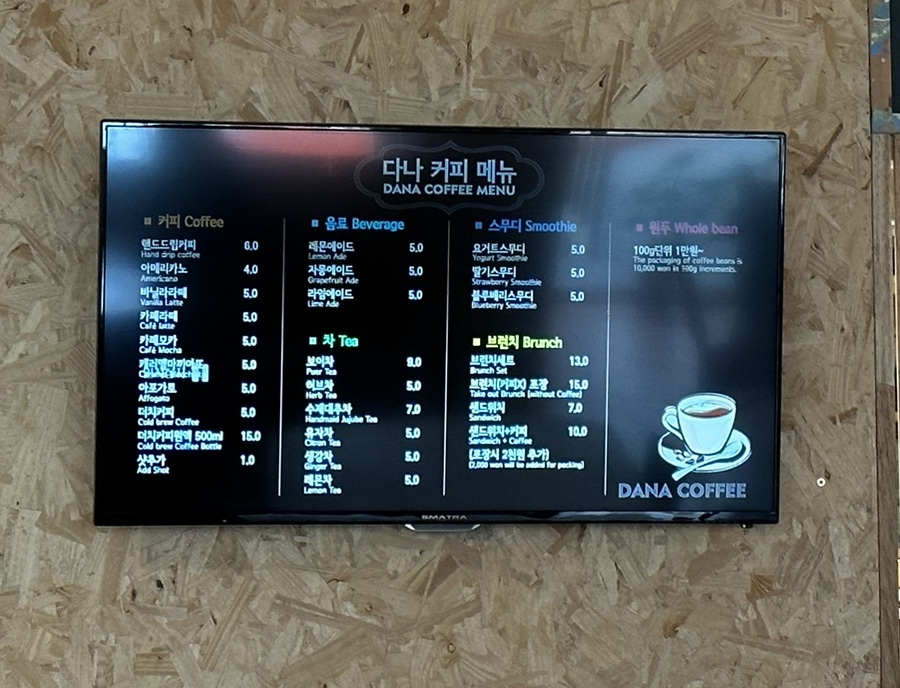 다나 커피 메뉴
DANA COFFEE MENU
커피 Coffee
핸드드립커피 6.0
Hand drip coffee
아메리카노 4.0
Americano
바닐라라떼 5.0
Vanilla Latte
카페라떼 5.0
Café latte
카페모카 5.0
Café Mocha
5.0
아포가토 5.0
Affogato
더치커피 5.0
Cold brew Coffee
더치커피원액 500ml 15.0
Cold brew Coffee Bottle
샷추가 1.0
Add Shot
음료 Beverage
레몬에이드 5.0
Lemon Ade
자몽에이드 5.0
Grapefruit Ade
라임에이드 5.0
Lime Ade
차 Tea
보이차
Puer Tea
허브차 5.0
Herb Tea
수제대추차 7.0
Handmaid Jujube Tea
유자차 5.0
Citron Tea
생강차 5.0
Ginger Tea
레몬차 5.0
Lemon Tea
스무디 Smoothie
요거트스무디 5.0
Yogurt Smoothie
딸기스무디 5.0
Strawberry Smoothie
블루베리스무디 5.0
Blueberry Smoothie
브런치 Brunch
브런치세트 13.0
Brunch Set
브런치(커피X) 포장 15.0
Take out Brunch (without Coffee)
샌드위치 7.0
Sandwich
샌드위치+커피 10.0
Sandwich + Coffee
(포장시 2천원 추가)
(2,000 won will be added for packing)
원두 Whole bean
100g단위 1만원~
The packaging of coffee beans is
10,000 won in 100g increments.
DANA COFFEE
SMATRA